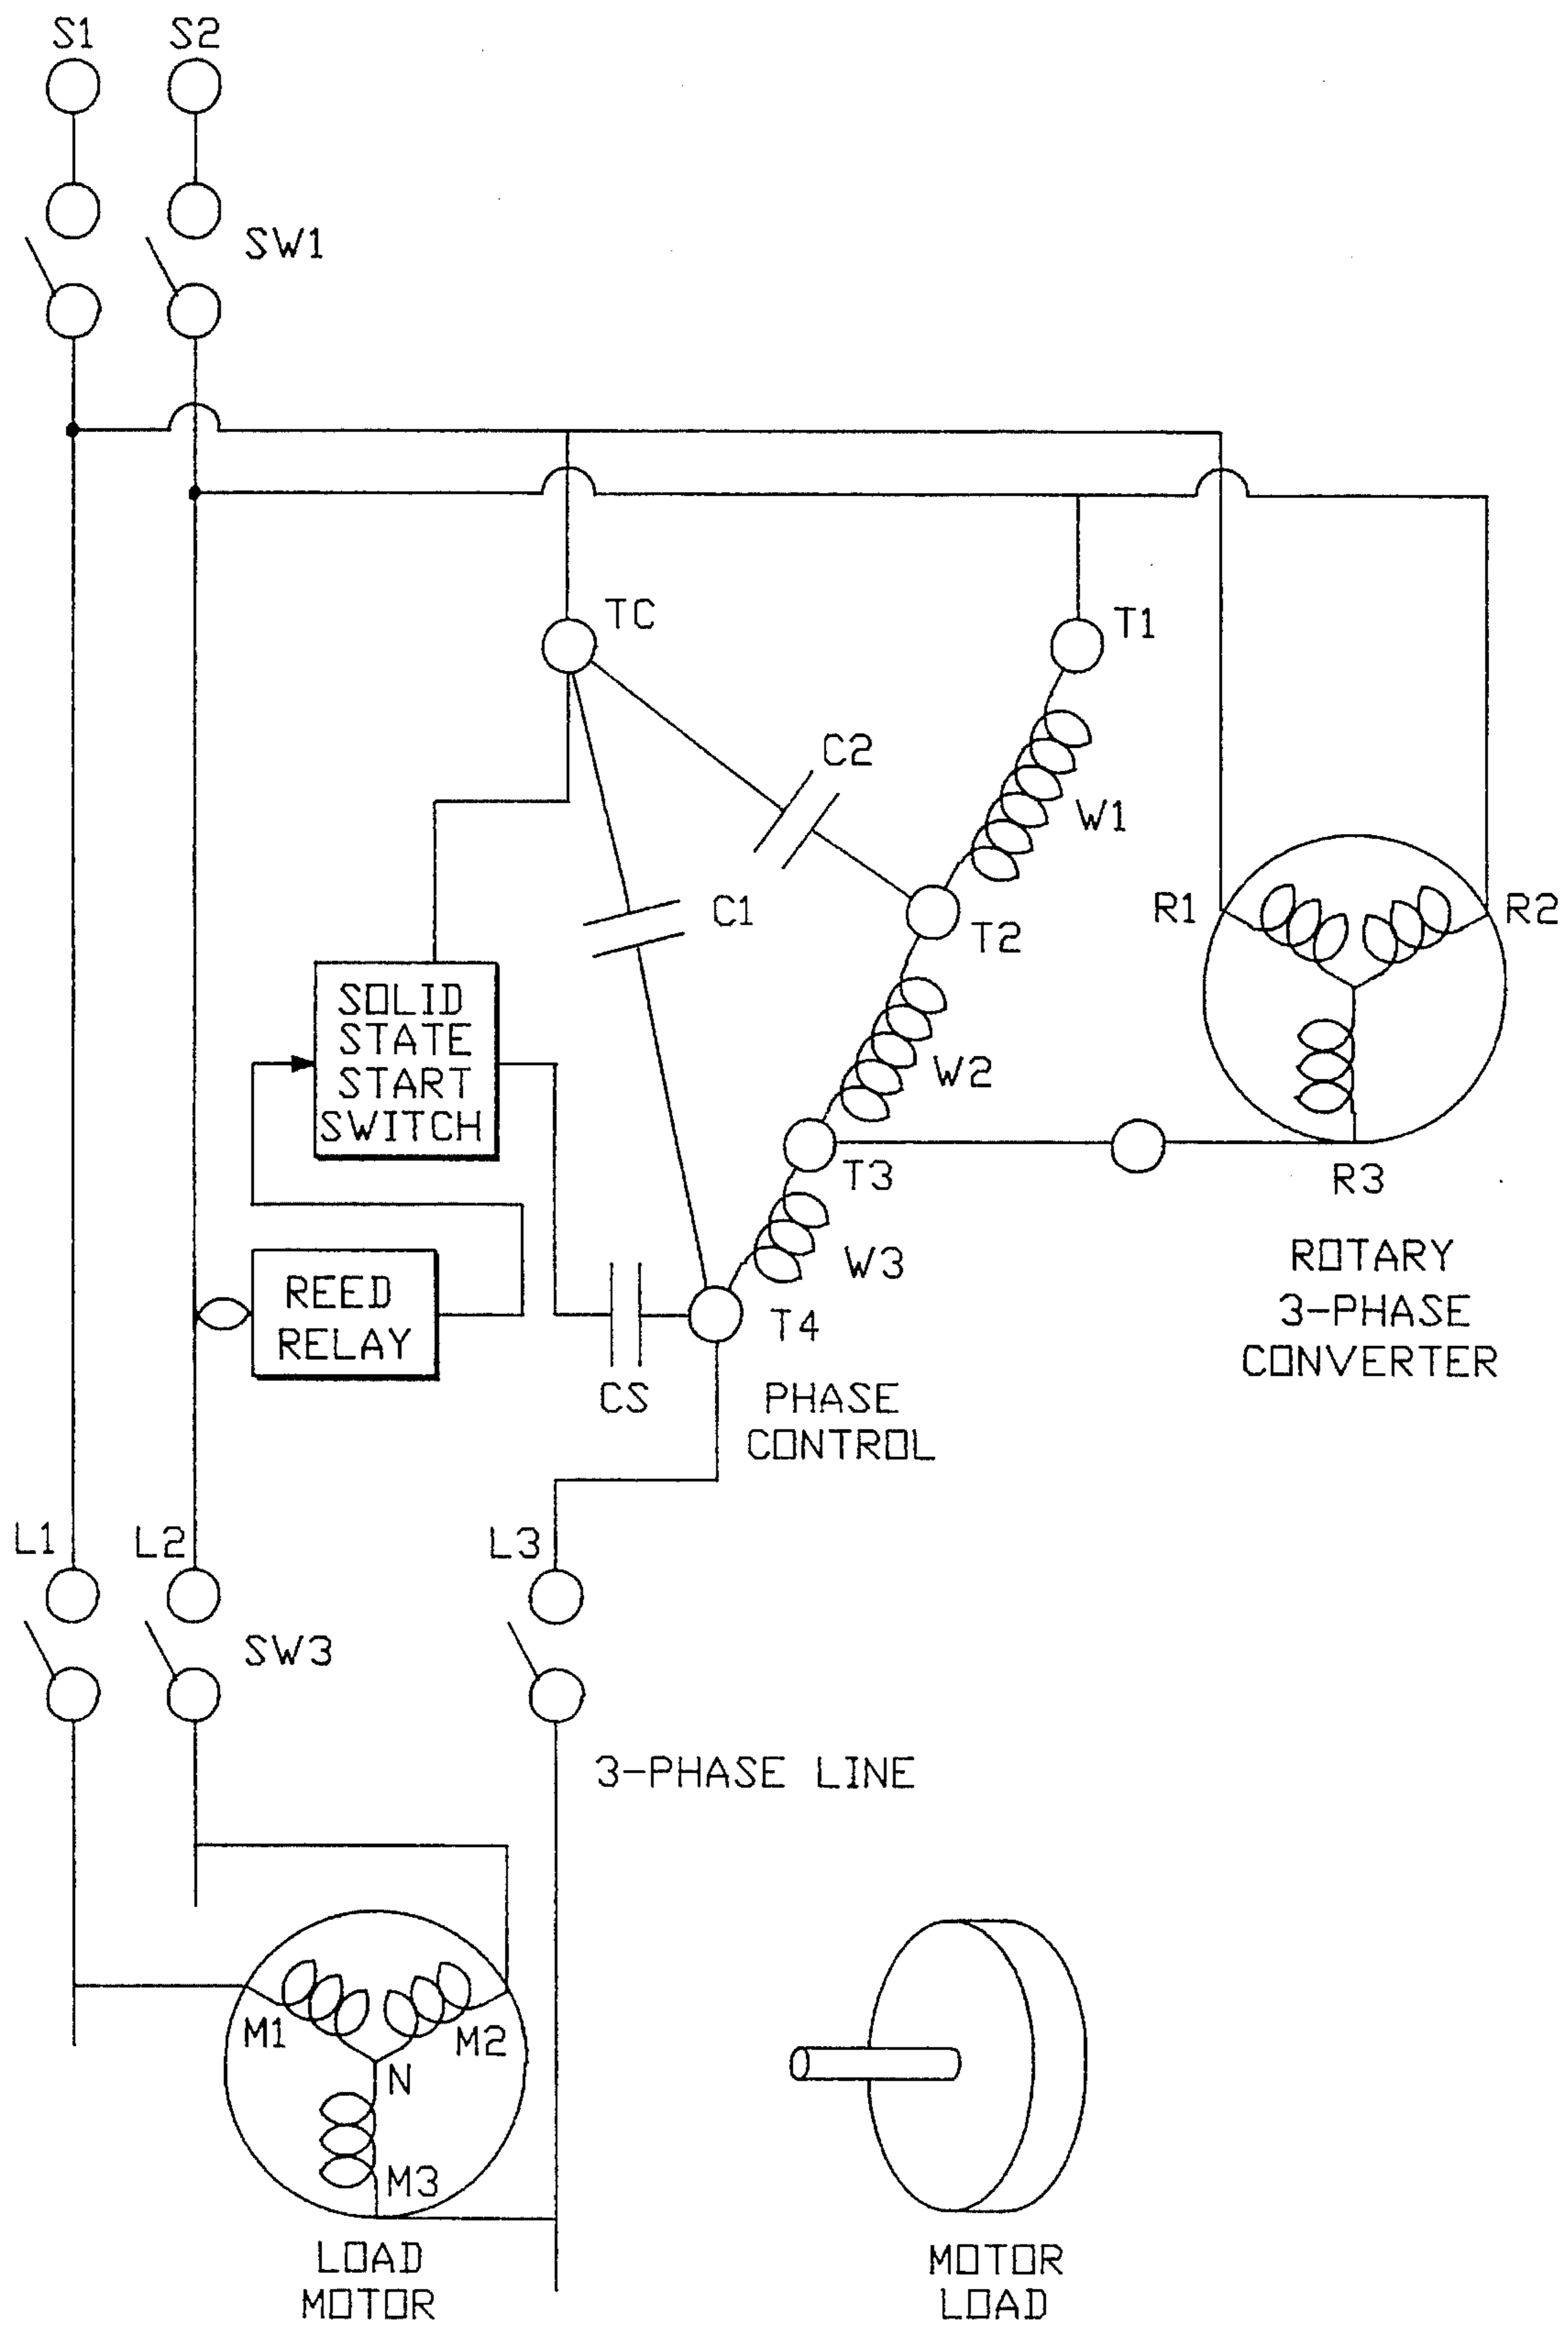 S1
S2
SW1
TC
T1
C2
W1
C1
T2
R1
R2
SOLID
STATE
START
SWITCH
W2
T3
R3
W3
REED
RELAY
T4
CS
ROTARY
3-PHASE
CONVERTER
PHASE
CONTROL
L1
L2
L3
SW3
3-PHASE LINE
M1
M2
N
M3
LOAD
MOTOR
MOTOR
LOAD